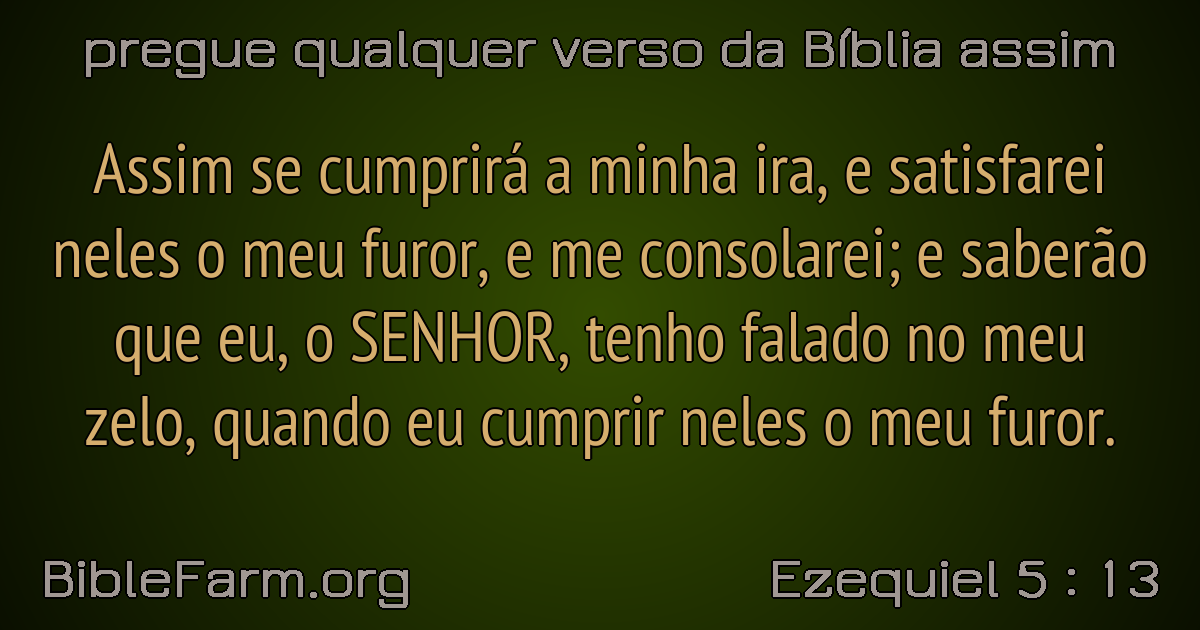 pregue qualquer verso da Bíblia assim
Assim se cumprirá a minha ira, e satisfarei
neles o meu furor, e me consolarei; e saberão
que eu, o SENHOR, tenho falado no meu
zelo, quando eu cumprir neles o meu furor.
BibleFarm.org
Ezequiel 5 : 13